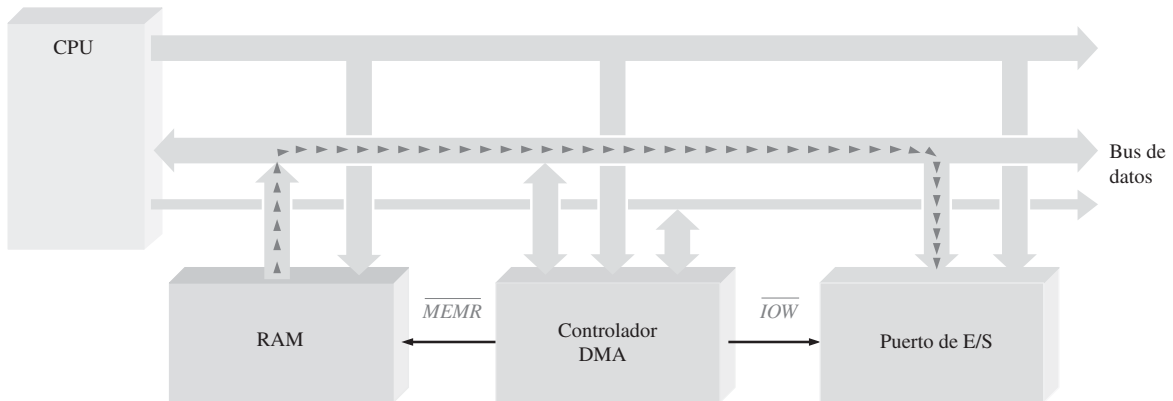 CPU
Bus de
datos
MEMR
IOW
RAM
Controlador
DMA
Puerto de E/S